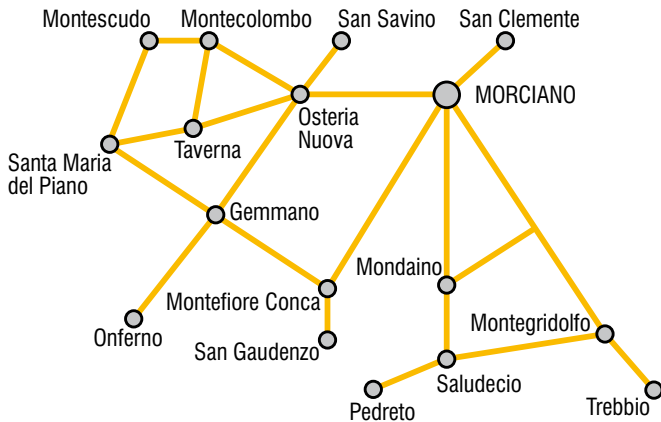 Montescudo
Montecolombo
San Savino
San Clemente
MORCIANO
Osteria
Nuova
Taverna
Santa Maria
del Piano
Gemmano
Mondaino
Montefiore Conca
Montegridolfo
Onferno
San Gaudenzo
Saludecio
Pedreto
Trebbio